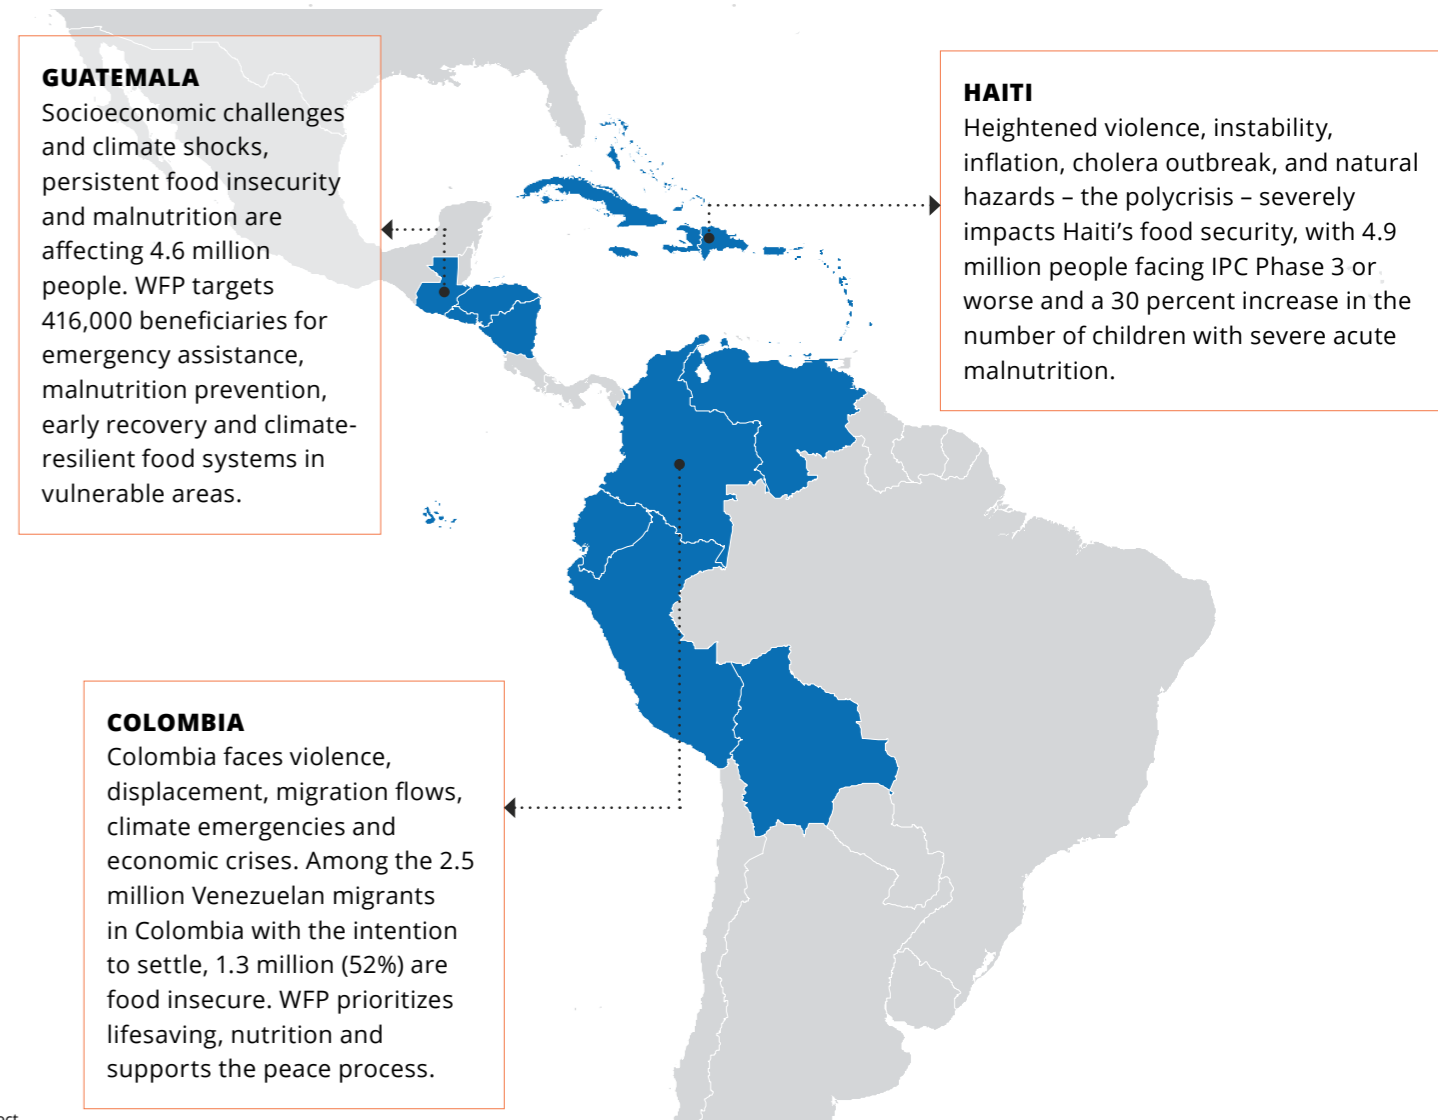 GUATEMALA
Socioeconomic challenges
and climate shocks,
persistent food insecurity
and malnutrition are
affecting 4.6 million
people. WFP targets
416,000 beneficiaries for
emergency assistance,
malnutrition prevention,
early recovery and climate-
resilient food systems in
vulnerable areas.
HAITI
Heightened violence, instability,
inflation, cholera outbreak, and natural
hazards – the polycrisis – severely
impacts Haiti’s food security, with 4.9
million people facing IPC Phase 3 or
worse and a 30 percent increase in the
number of children with severe acute
malnutrition.
COLOMBIA
Colombia faces violence,
displacement, migration flows,
climate emergencies and
economic crises. Among the 2.5
million Venezuelan migrants
in Colombia with the intention
to settle, 1.3 million (52%) are
food insecure. WFP prioritizes
lifesaving, nutrition and
supports the peace process.